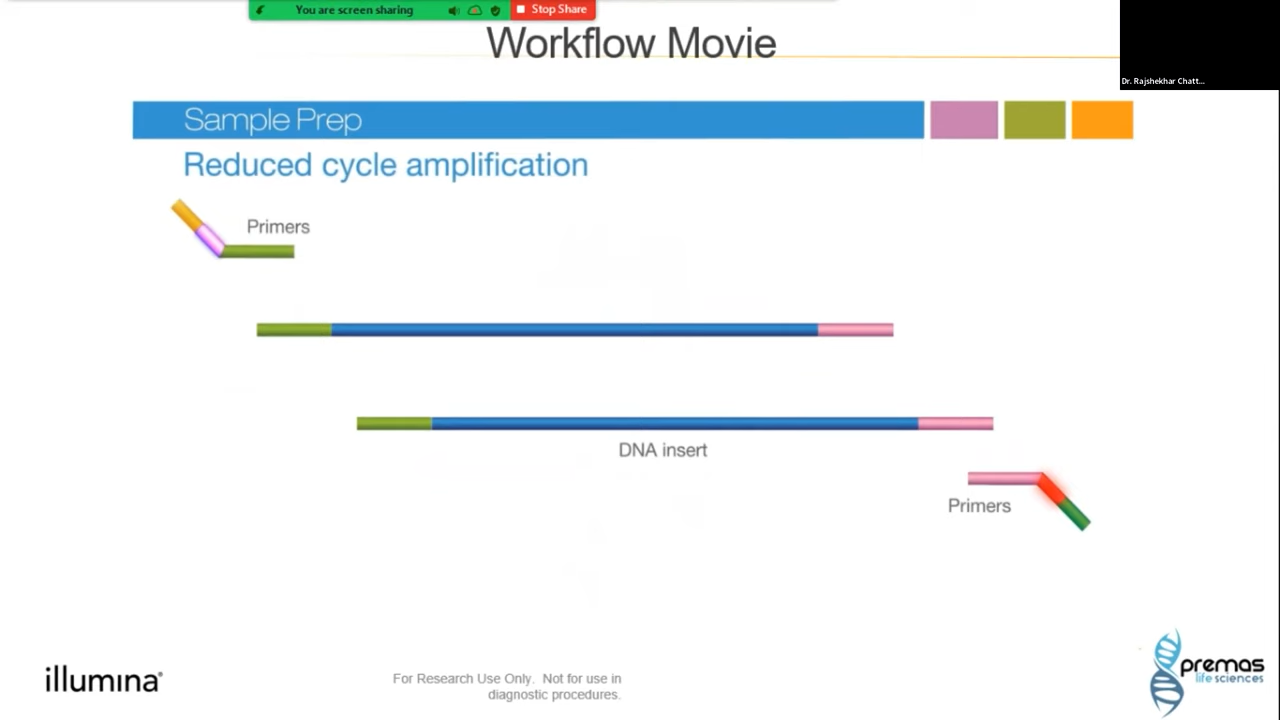 You are screen sharing
Stop Share
Workflow Movie
Dr. Rajshekhar Chatt...
Sample Prep
Reduced cycle amplification
Primers
DNA insert
Primers
illumina®
For Research Use Only. Not for use in
diagnostic procedures.
premas
life sciences